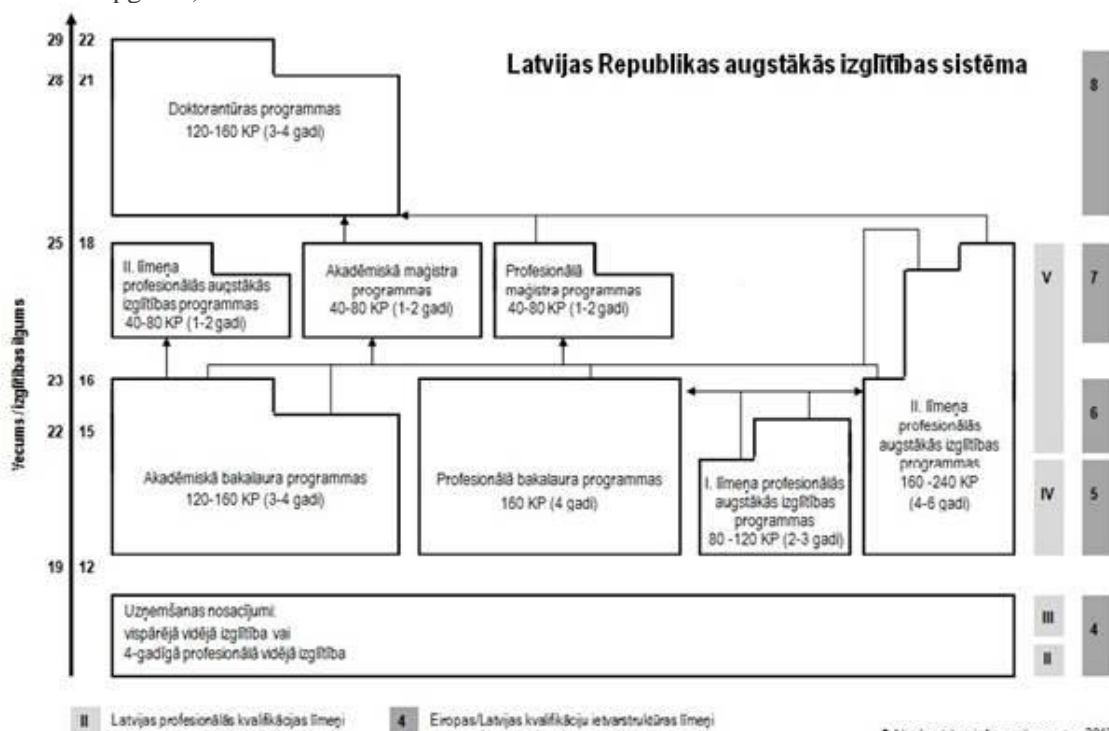 Latvijas Republikas augstākās izglītības sistēma
29 22
28 21
25 18
23 16
22 15
19 12
Vecums / izglītības ilgums
Doktorantūras programmas
120-160 KP (3-4 gadi)
II. līmeņa
profesionālās augstākās
izglītības programmas
40-80 KP (1-2 gadi)
Akadēmiskā maģistra
programmas
40-80 KP (1-2 gadi)
Profesionālā
maģistra programmas
40-80 KP (1-2 gadi)
Akadēmiskā bakalaura programmas
120-160 KP (3-4 gadi)
Profesionālā bakalaura programmas
160 KP (4 gadi)
I. līmeņa profesionālās
augstākās izglītības
programmas
80 -120 KP (2-3 gadi)
II. līmeņa
profesionālās
augstākās izglītības
programmas
160 -240 KP
(4-6 gadi)
V
IV
III
II
8
7
6
5
4
Uzņemšanas nosacījumi:
vispārējā vidējā izglītība vai
4-gadīgā profesionālā vidējā izglītība
II Latvijas profesionālās kvalifikācijas līmeņi
4 Eiropas/Latvijas kvalifikāciju ietvarstruktūras līmeņi